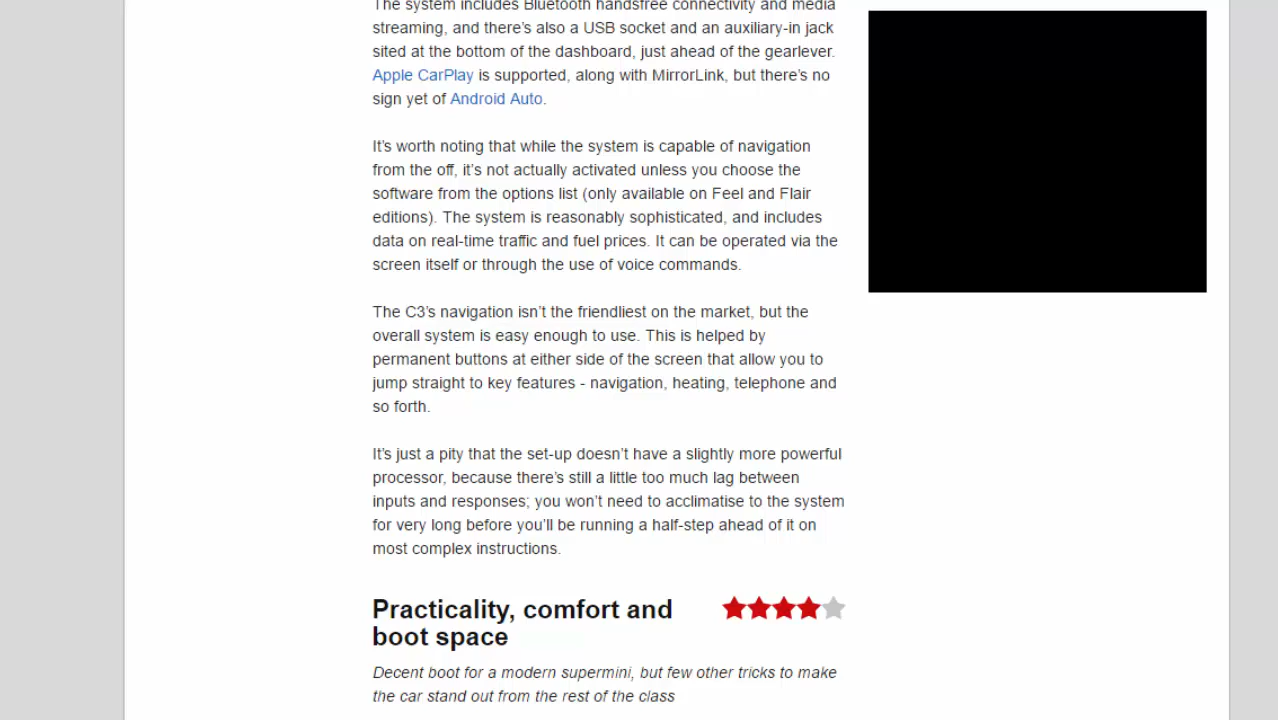 The system includes Bluetooth handsfree connectivity and media
streaming, and there’s also a USB socket and an auxiliary-in jack
sited at the bottom of the dashboard, just ahead of the gearlever.
Apple CarPlay is supported, along with MirrorLink, but there’s no
sign yet of Android Auto.
It’s worth noting that while the system is capable of navigation
from the off, it’s not actually activated unless you choose the
software from the options list (only available on Feel and Flair
editions). The system is reasonably sophisticated, and includes
data on real-time traffic and fuel prices. It can be operated via the
screen itself or through the use of voice commands.
The C3’s navigation isn’t the friendliest on the market, but the
overall system is easy enough to use. This is helped by
permanent buttons at either side of the screen that allow you to
jump straight to key features - navigation, heating, telephone and
so forth.
It’s just a pity that the set-up doesn’t have a slightly more powerful
processor, because there’s still a little too much lag between
inputs and responses; you won’t need to acclimatise to the system
for very long before you’ll be running a half-step ahead of it on
most complex instructions.
Practicality, comfort and
boot space
Decent boot for a modern supermini, but few other tricks to make
the car stand out from the rest of the class